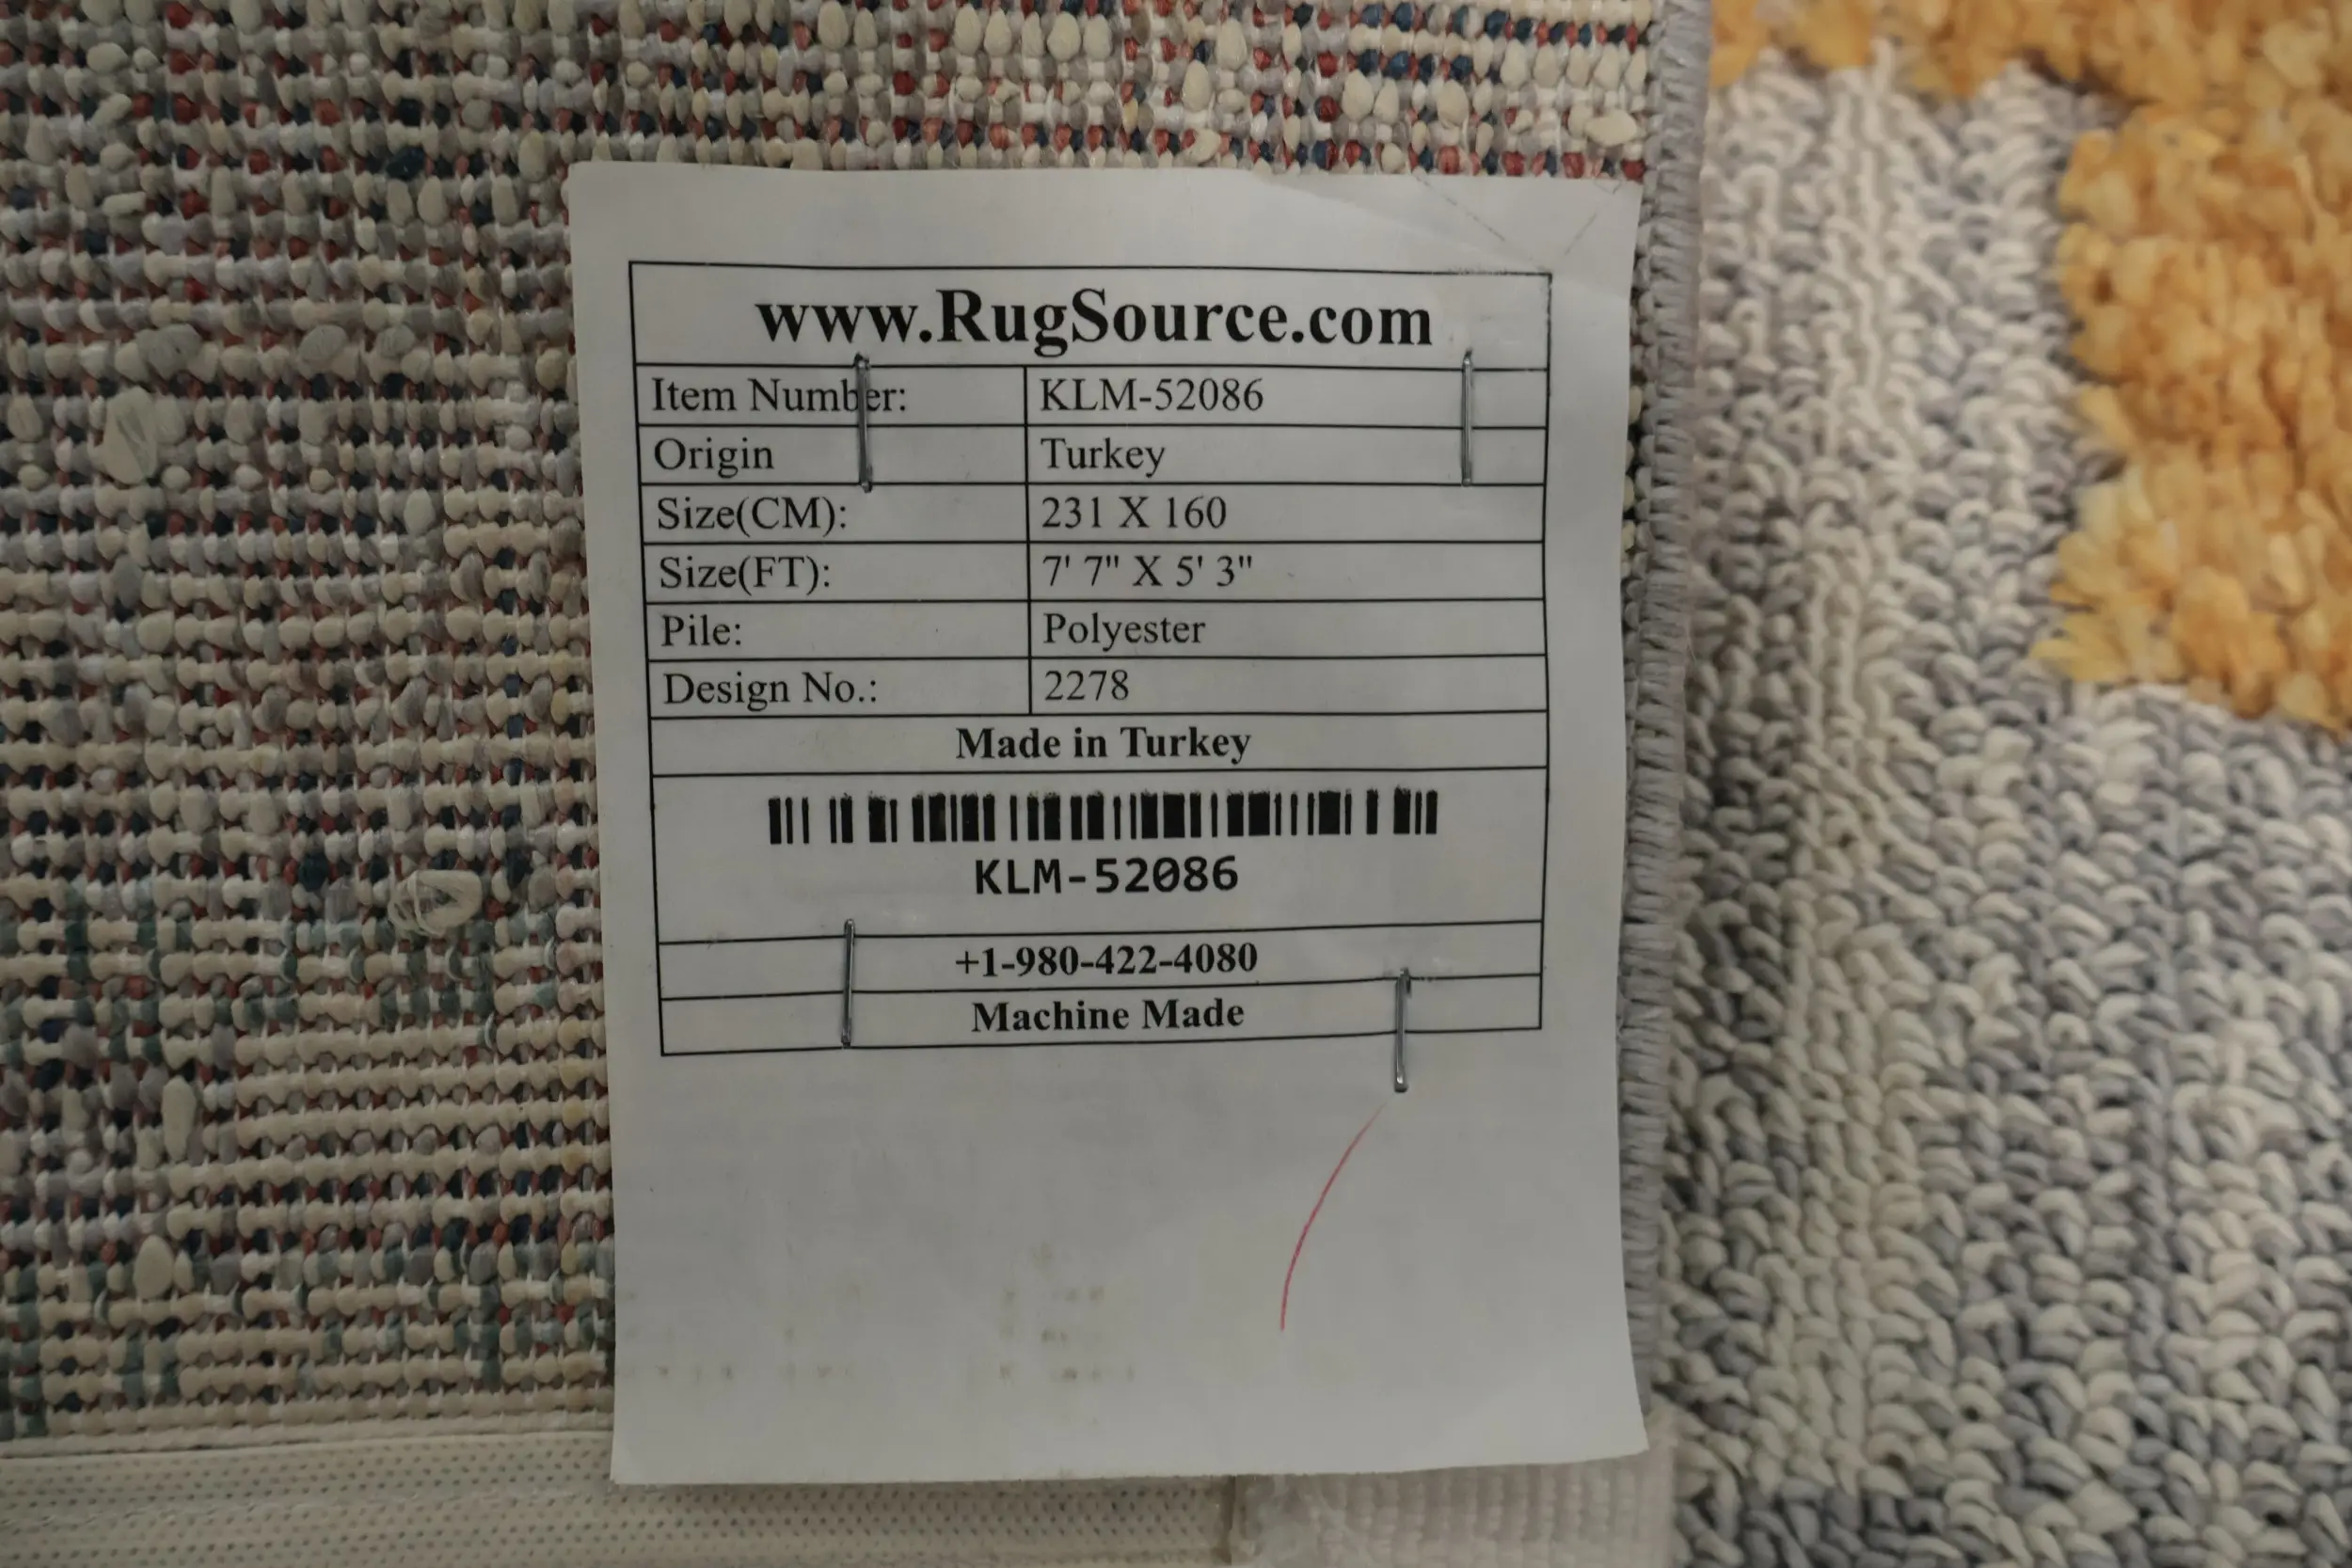 www.RugSource.com
Item Number: KLM-52086
Origin Turkey
Size(CM): 231 X 160
Size(FT): 7' 7" X 5' 3"
Pile: Polyester
Design No.: 2278
Made in Turkey
KLM-52086
+1-980-422-4080
Machine Made